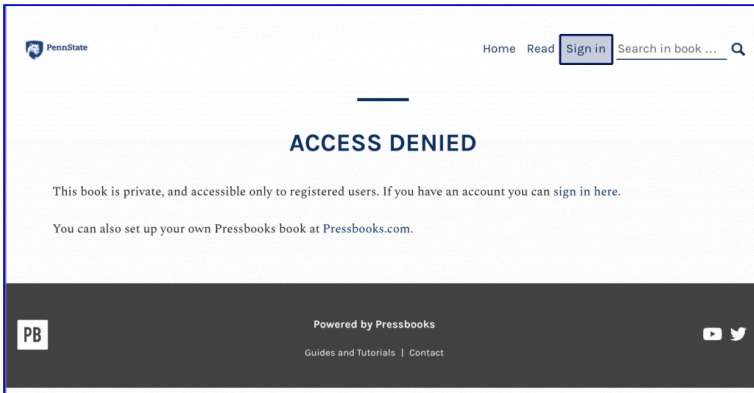 PennState
Home Read Sign in Search in book ...
ACCESS DENIED
This book is private, and accessible only to registered users. If you have an account you can sign in here.
You can also set up your own Pressbooks book at Pressbooks.com.
PB
Powered by Pressbooks
Guides and Tutorials | Contact